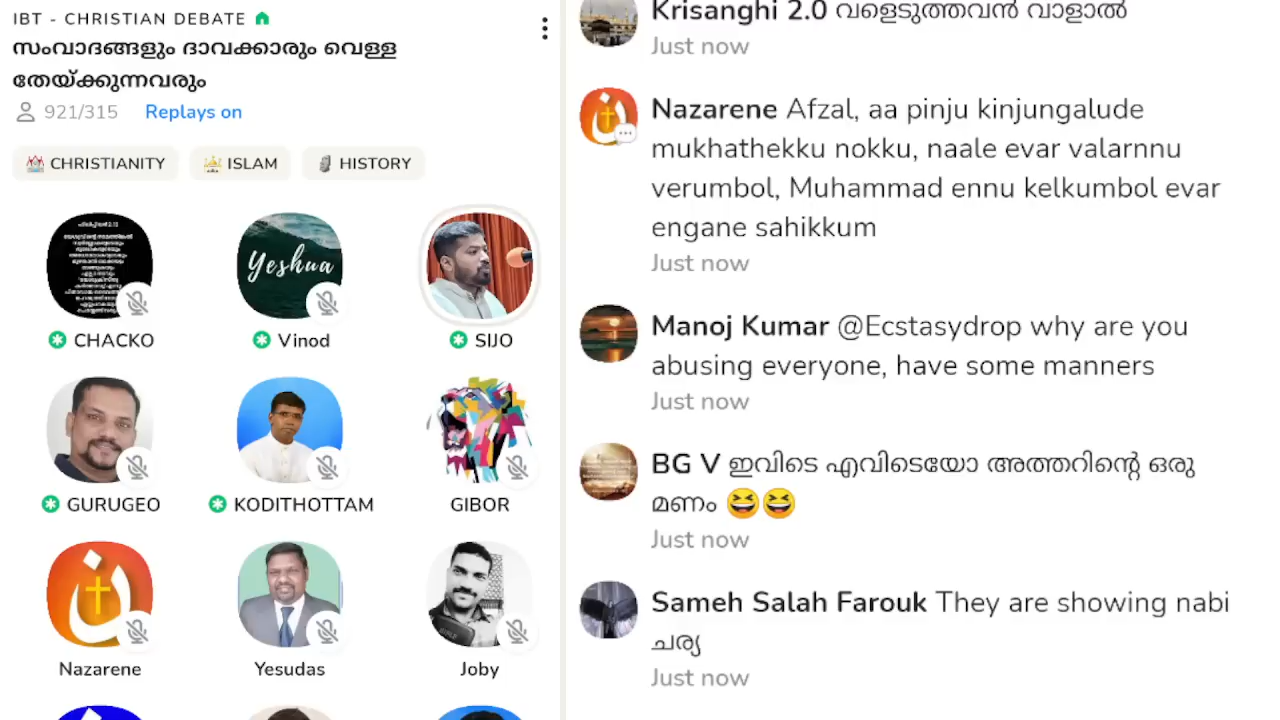 IBT - CHRISTIAN DEBATE
സംവാദങ്ങളും ദാവക്കാരും വെള്ള
തേയ്ക്കുന്നവരും
921/315 Replays on
CHRISTIANITY
ISLAM
HISTORY
Yeshua
CHACKO
Vinod
SIJO
GURUGEO
KODITHOTTAM
GIBOR
Nazarene
Yesudas
Joby
Krisanghi 2.0 വാളെടുത്തവൻ വാളാൽ
Just now
Nazarene Afzal, aa pinju kinjungalude
mukhathekku nokku, naale evar valarnnu
verumbol, Muhammad ennu kelkumbol evar
engane sahikkum
Just now
Manoj Kumar @Ecstasydrop why are you
abusing everyone, have some manners
Just now
BG V ഇവിടെ എവിടെയോ അത്തറിന്റെ ഒരു
മണം 😆😆
Just now
Sameh Salah Farouk They are showing nabi
ചര്യ
Just now